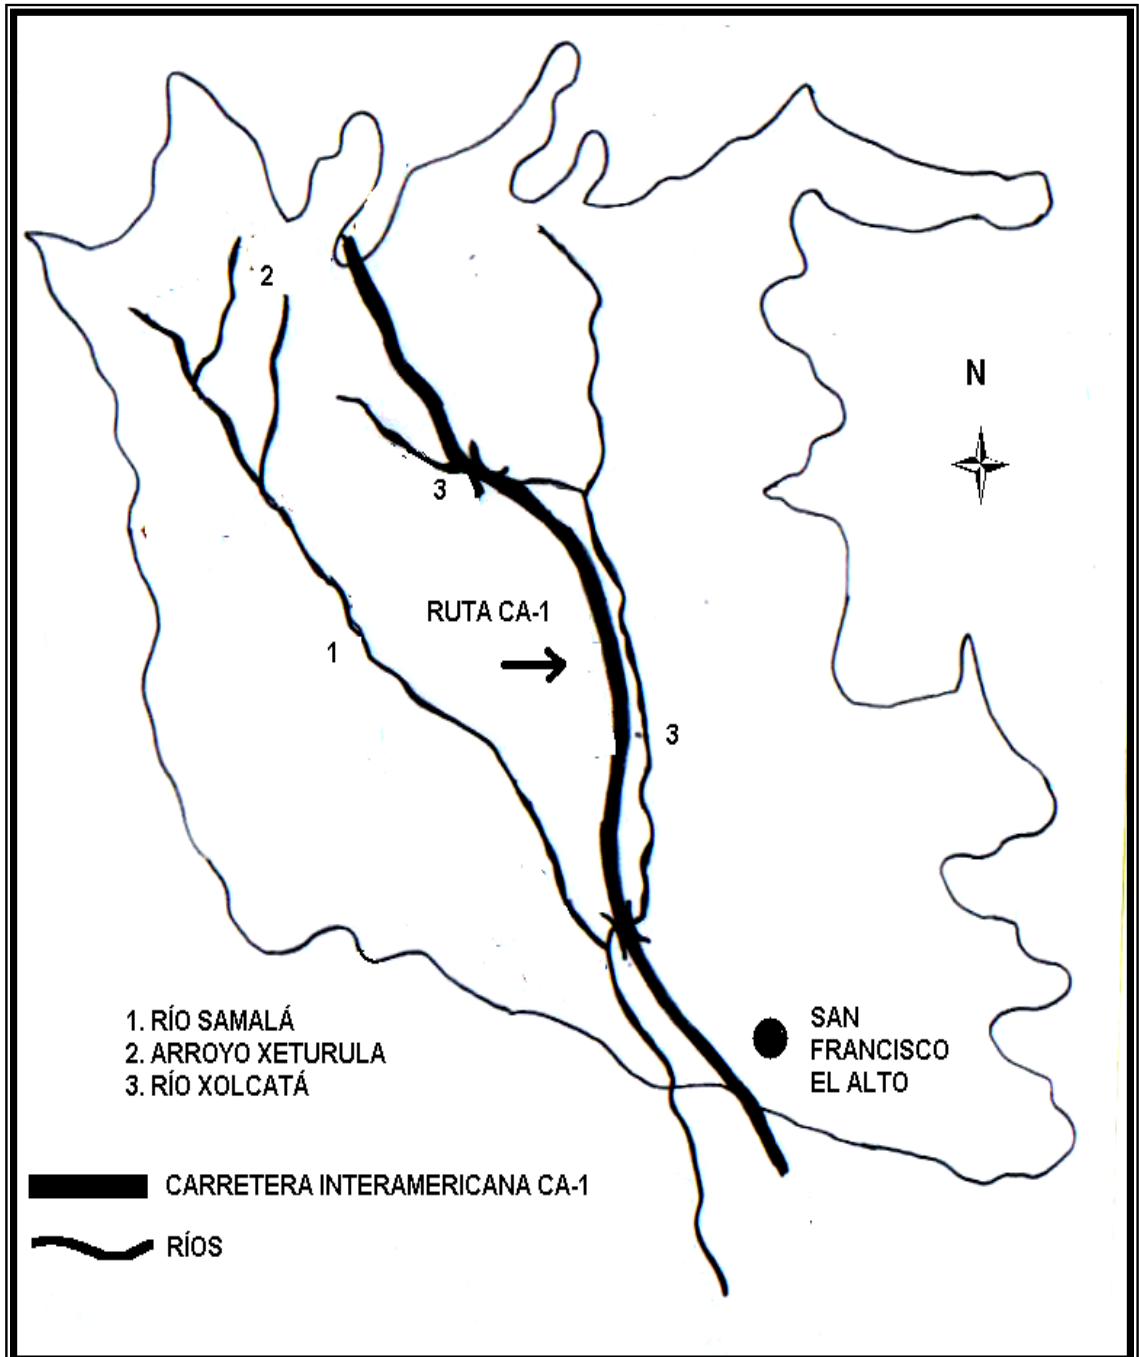 2
N
3
RUTA CA-1
1
3
SAN
FRANCISCO
EL ALTO
1. RÍO SAMALÁ
2. ARROYO XETURULA
3. RÍO XOLCATÁ
CARRETERA INTERAMERICANA CA-1
RÍOS